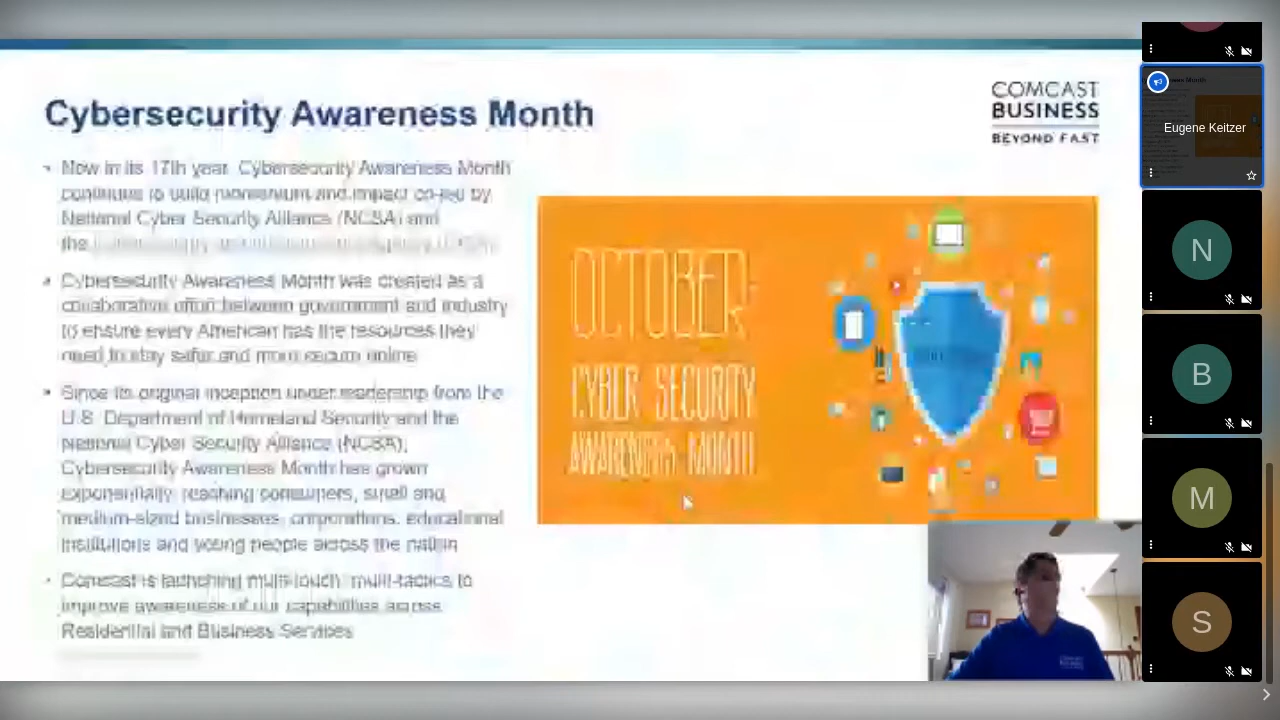 Cybersecurity Awareness Month
COMCAST
BUSINESS
BEYOND FAST
• Now in its 17th year, Cybersecurity Awareness Month
continues to build momentum and impact co-led by
National Cyber Security Alliance (NCSA) and
the
• Cybersecurity Awareness Month was created as a
collaborative effort between government and industry
to ensure every American has the resources they
need to stay safer and more secure online
• Since its original inception under leadership from the
U.S. Department of Homeland Security and the
National Cyber Security Alliance (NCSA),
Cybersecurity Awareness Month has grown
exponentially, reaching consumers, small and
medium-sized businesses, corporations, educational
institutions and young people across the nation
• Comcast is launching multi-touch, multi-tactics to
improve awareness of our capabilities across
Residential and Business Services
OCTOBER
CYBER SECURITY
AWARENESS MONTH
Eugene Keitzer
N
B
M
S